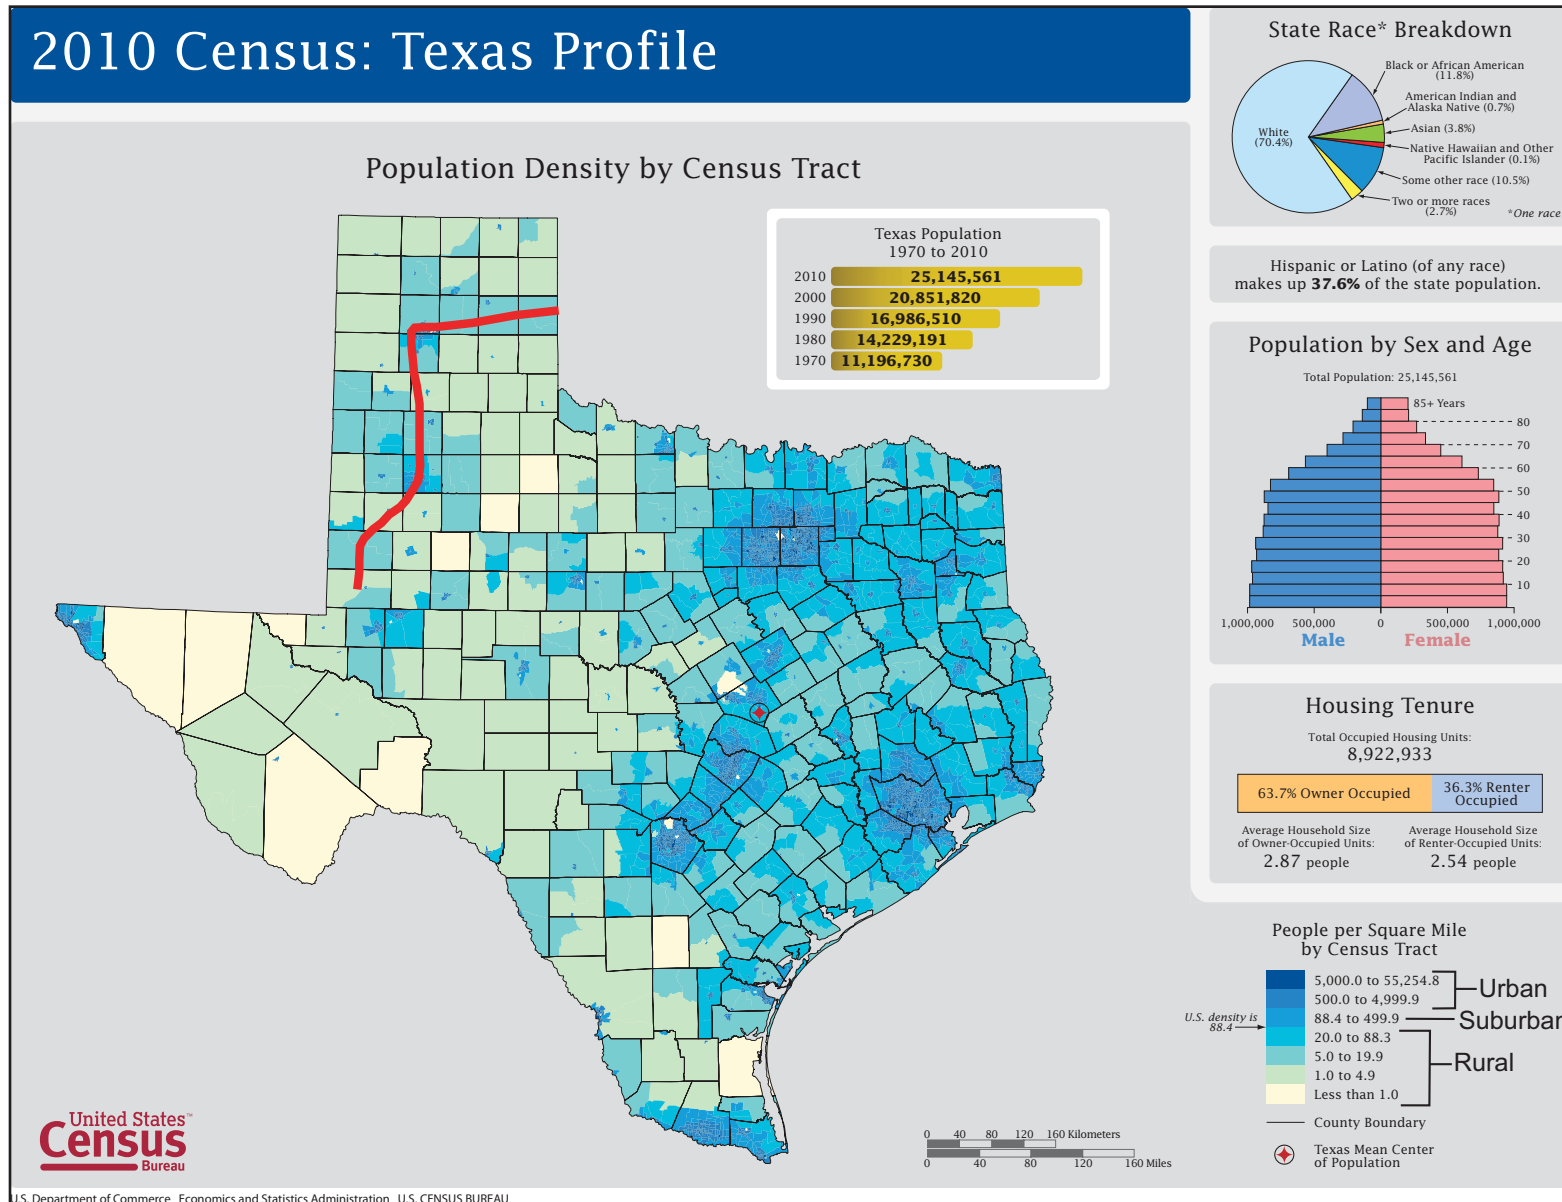 2010 Census: Texas Profile
Population Density by Census Tract
Texas Population
1970 to 2010
2010 25,145,561
2000 20,851,820
1990 16,986,510
1980 14,229,191
1970 11,196,730
State Race* Breakdown
Black or African American
(11.8%)
American Indian and
Alaska Native (0.7%)
Asian (3.8%)
White
(70.4%)
Native Hawaiian and Other
Pacific Islander (0.1%)
Some other race (10.5%)
Two or more races
(2.7%)
*One race
Hispanic or Latino (of any race)
makes up 37.6% of the state population.
Population by Sex and Age
Total Population: 25,145,561
85+ Years
80
70
60
50
40
30
20
10
1,000,000 500,000 0 500,000 1,000,000
Male Female
Housing Tenure
Total Occupied Housing Units:
8,922,933
63.7% Owner Occupied
36.3% Renter
Occupied
Average Household Size
of Owner-Occupied Units:
2.87 people
Average Household Size
of Renter-Occupied Units:
2.54 people
People per Square Mile
by Census Tract
5,000.0 to 55,254.8
500.0 to 4,999.9
Urban
88.4 to 499.9
Suburban
U.S. density is
88.4
20.0 to 88.3
5.0 to 19.9
1.0 to 4.9
Less than 1.0
Rural
County Boundary
Texas Mean Center
of Population
0 40 80 120 160 Kilometers
0 40 80 120 160 Miles
United States™
Census
Bureau
U.S. Department of Commerce Economics and Statistics Administration U.S. CENSUS BUREAU